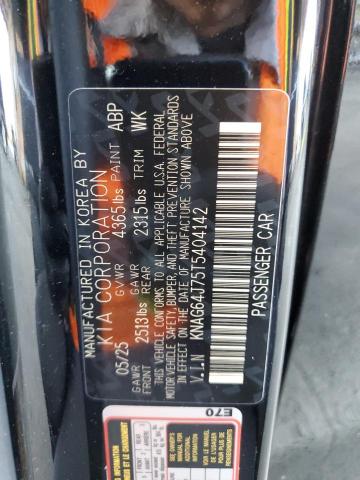 MANUFACTURED IN KOREA BY
KIA CORPORATION
05/25 GVWR 4365lbs PAINT ABP
GAWR FRONT 2513lbs GAWR REAR 2315lbs TRIM WK
THIS VEHICLE CONFORMS TO ALL APPLICABLE U.S.A. FEDERAL
MOTOR VEHICLE SAFETY, BUMPER, AND THEFT PREVENTION STANDARDS
IN EFFECT ON THE DATE OF MANUFACTURE SHOWN ABOVE
V.I.N KNAG64J75T5404142
PASSENGER CAR
E70